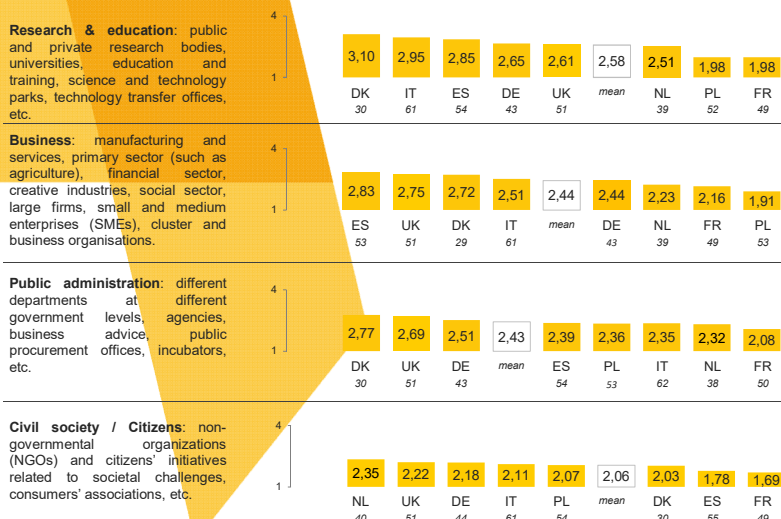 Research & education: public
and private research bodies,
universities, education and
training, science and technology
parks, technology transfer offices,
etc.
4
1
3,10 2,95 2,85 2,65 2,61 2,58 2,51 1,98 1,98
DK IT ES DE UK mean NL PL FR
30 61 54 43 51 39 52 49
Business: manufacturing and
services, primary sector (such as
agriculture), financial sector,
creative industries, social sector,
large firms, small and medium
enterprises (SMEs), cluster and
business organisations.
4
1
2,83 2,75 2,72 2,51 2,44 2,44 2,23 2,16 1,91
ES UK DK IT mean DE NL FR PL
53 51 29 61 43 39 49 53
Public administration: different
departments at different
government levels, agencies,
business advice, public
procurement offices, incubators,
etc.
4
1
2,77 2,69 2,51 2,43 2,39 2,36 2,35 2,32 2,08
DK UK DE mean ES PL IT NL FR
30 51 43 54 53 62 38 50
Civil society / Citizens: non-
governmental organizations
(NGOs) and citizens' initiatives
related to societal challenges,
consumers' associations, etc.
4
1
2,35 2,22 2,18 2,11 2,07 2,06 2,03 1,78 1,69
NL UK DE IT PL mean DK ES FR
40 51 44 61 54 30 55 49